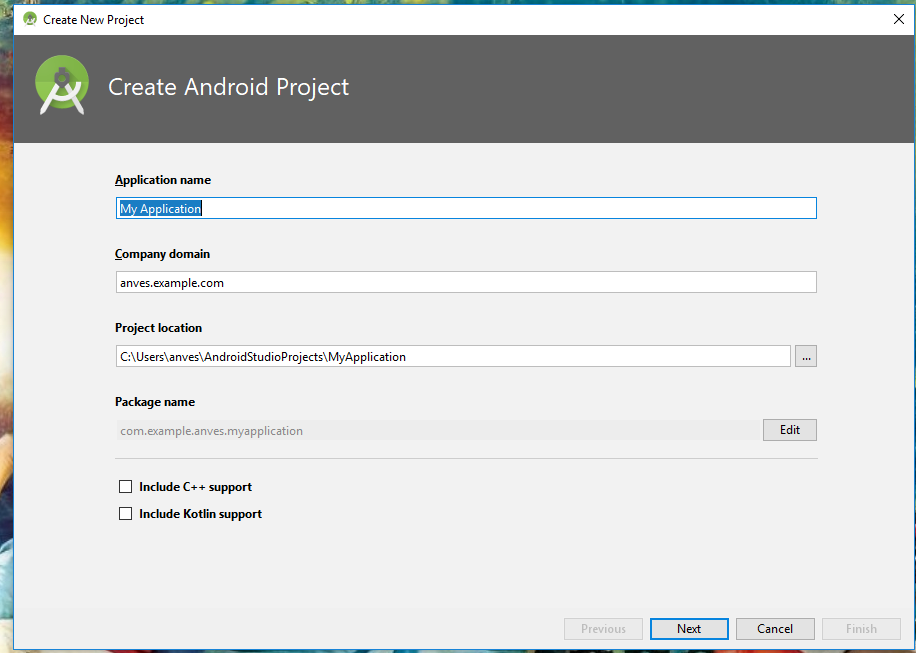 Create New Project
Create Android Project
Application name
My Application
Company domain
anves.example.com
Project location
C:\Users\anves\AndroidStudioProjects\MyApplication
...
Package name
com.example.anves.myapplication
Edit
Include C++ support
Include Kotlin support
Previous Next Cancel Finish